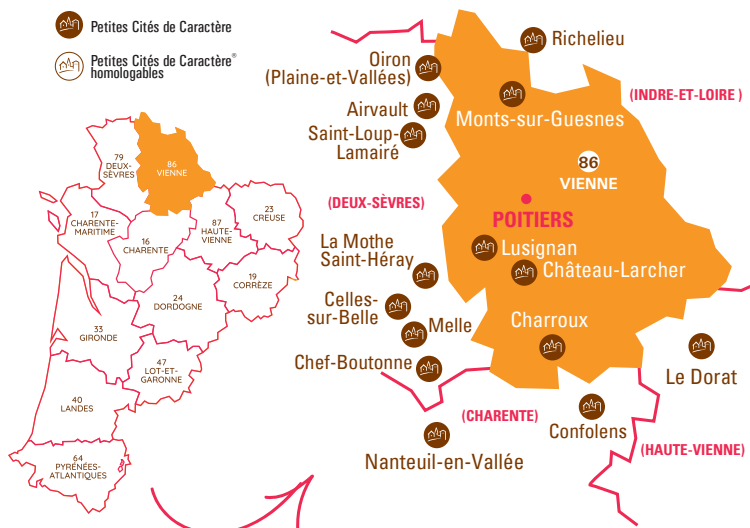 Petites Cités de Caractère
Petites Cités de Caractère®
homologables
79
DEUX-
SÈVRES
86
VIENNE
17
CHARENTE-
MARITIME
16
CHARENTE
87
HAUTE-
VIENNE
23
CREUSE
19
CORRÈZE
24
DORDOGNE
33
GIRONDE
47
LOT-ET-
GARONNE
40
LANDES
64
PYRÉNÉES-
ATLANTIQUES
Richelieu
Oiron
(Plaine-et-Vallées)
(INDRE-ET-LOIRE )
Airvault
Monts-sur-Guesnes
Saint-Loup-
Lamairé
86
VIENNE
(DEUX-SÈVRES)
POITIERS
La Mothe
Saint-Héray
Lusignan
Château-Larcher
Celles-
sur-Belle
Melle
Charroux
Chef-Boutonne
Le Dorat
(CHARENTE)
Confolens
(HAUTE-VIENNE)
Nanteuil-en-Vallée